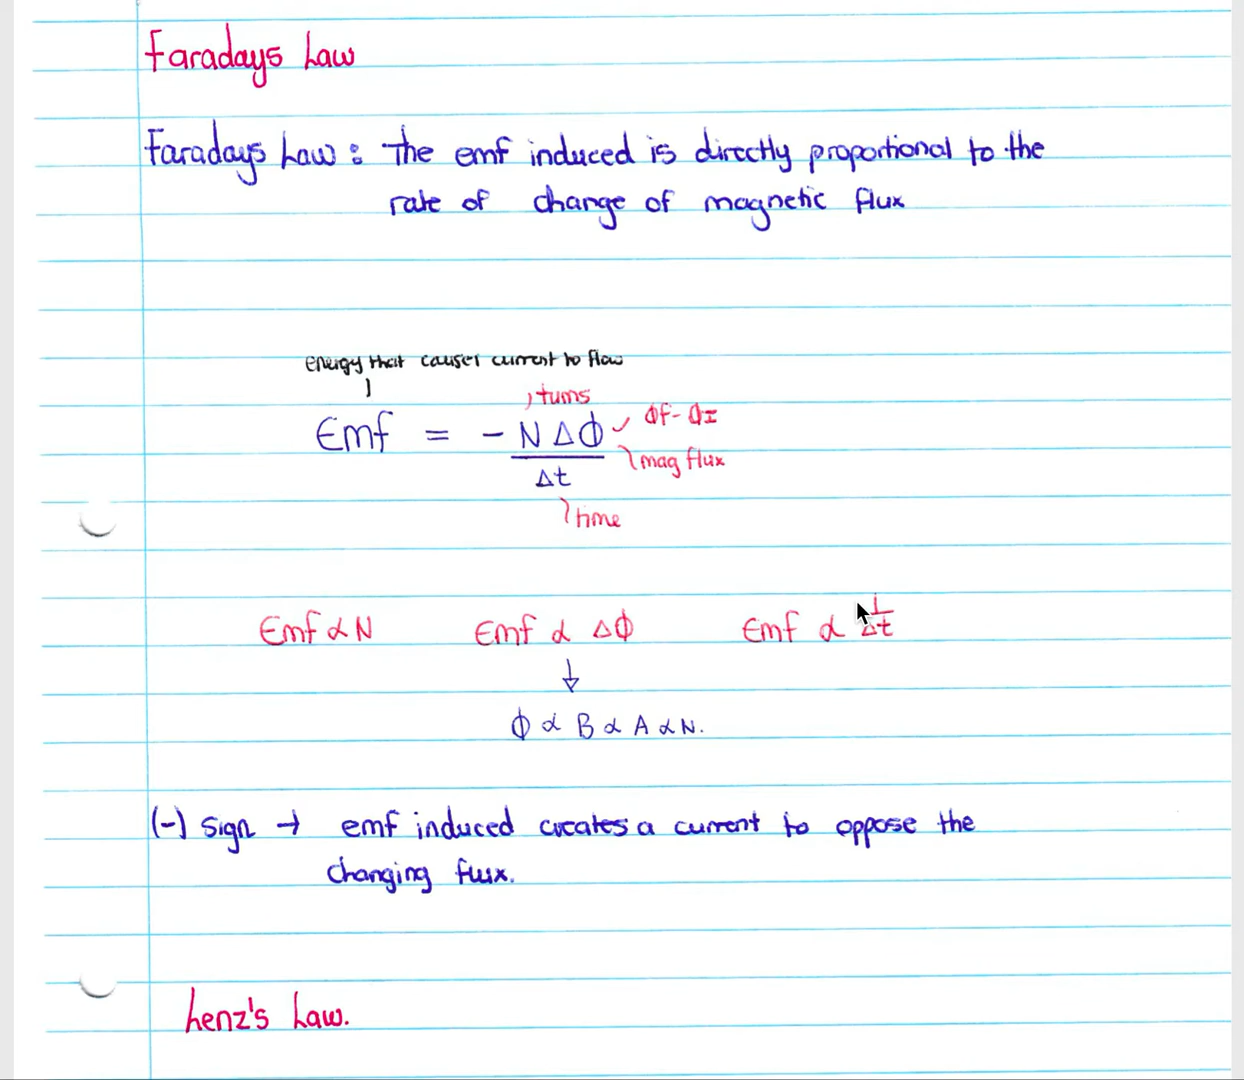 Faradays Law
Faradays Law : The emf induced is directly proportional to the
rate of change of magnetic flux
energy that causes current to flow
turns
Emf = - N Δϕ
ϕf - ϕI
mag flux
Δt
time
Emf ∝ N Emf ∝ Δϕ Emf ∝ 1/Δt
↓
ϕ ∝ B ∝ A ∝ N.
(-) sign → emf induced creates a current to oppose the
changing flux.
Lenz's Law.